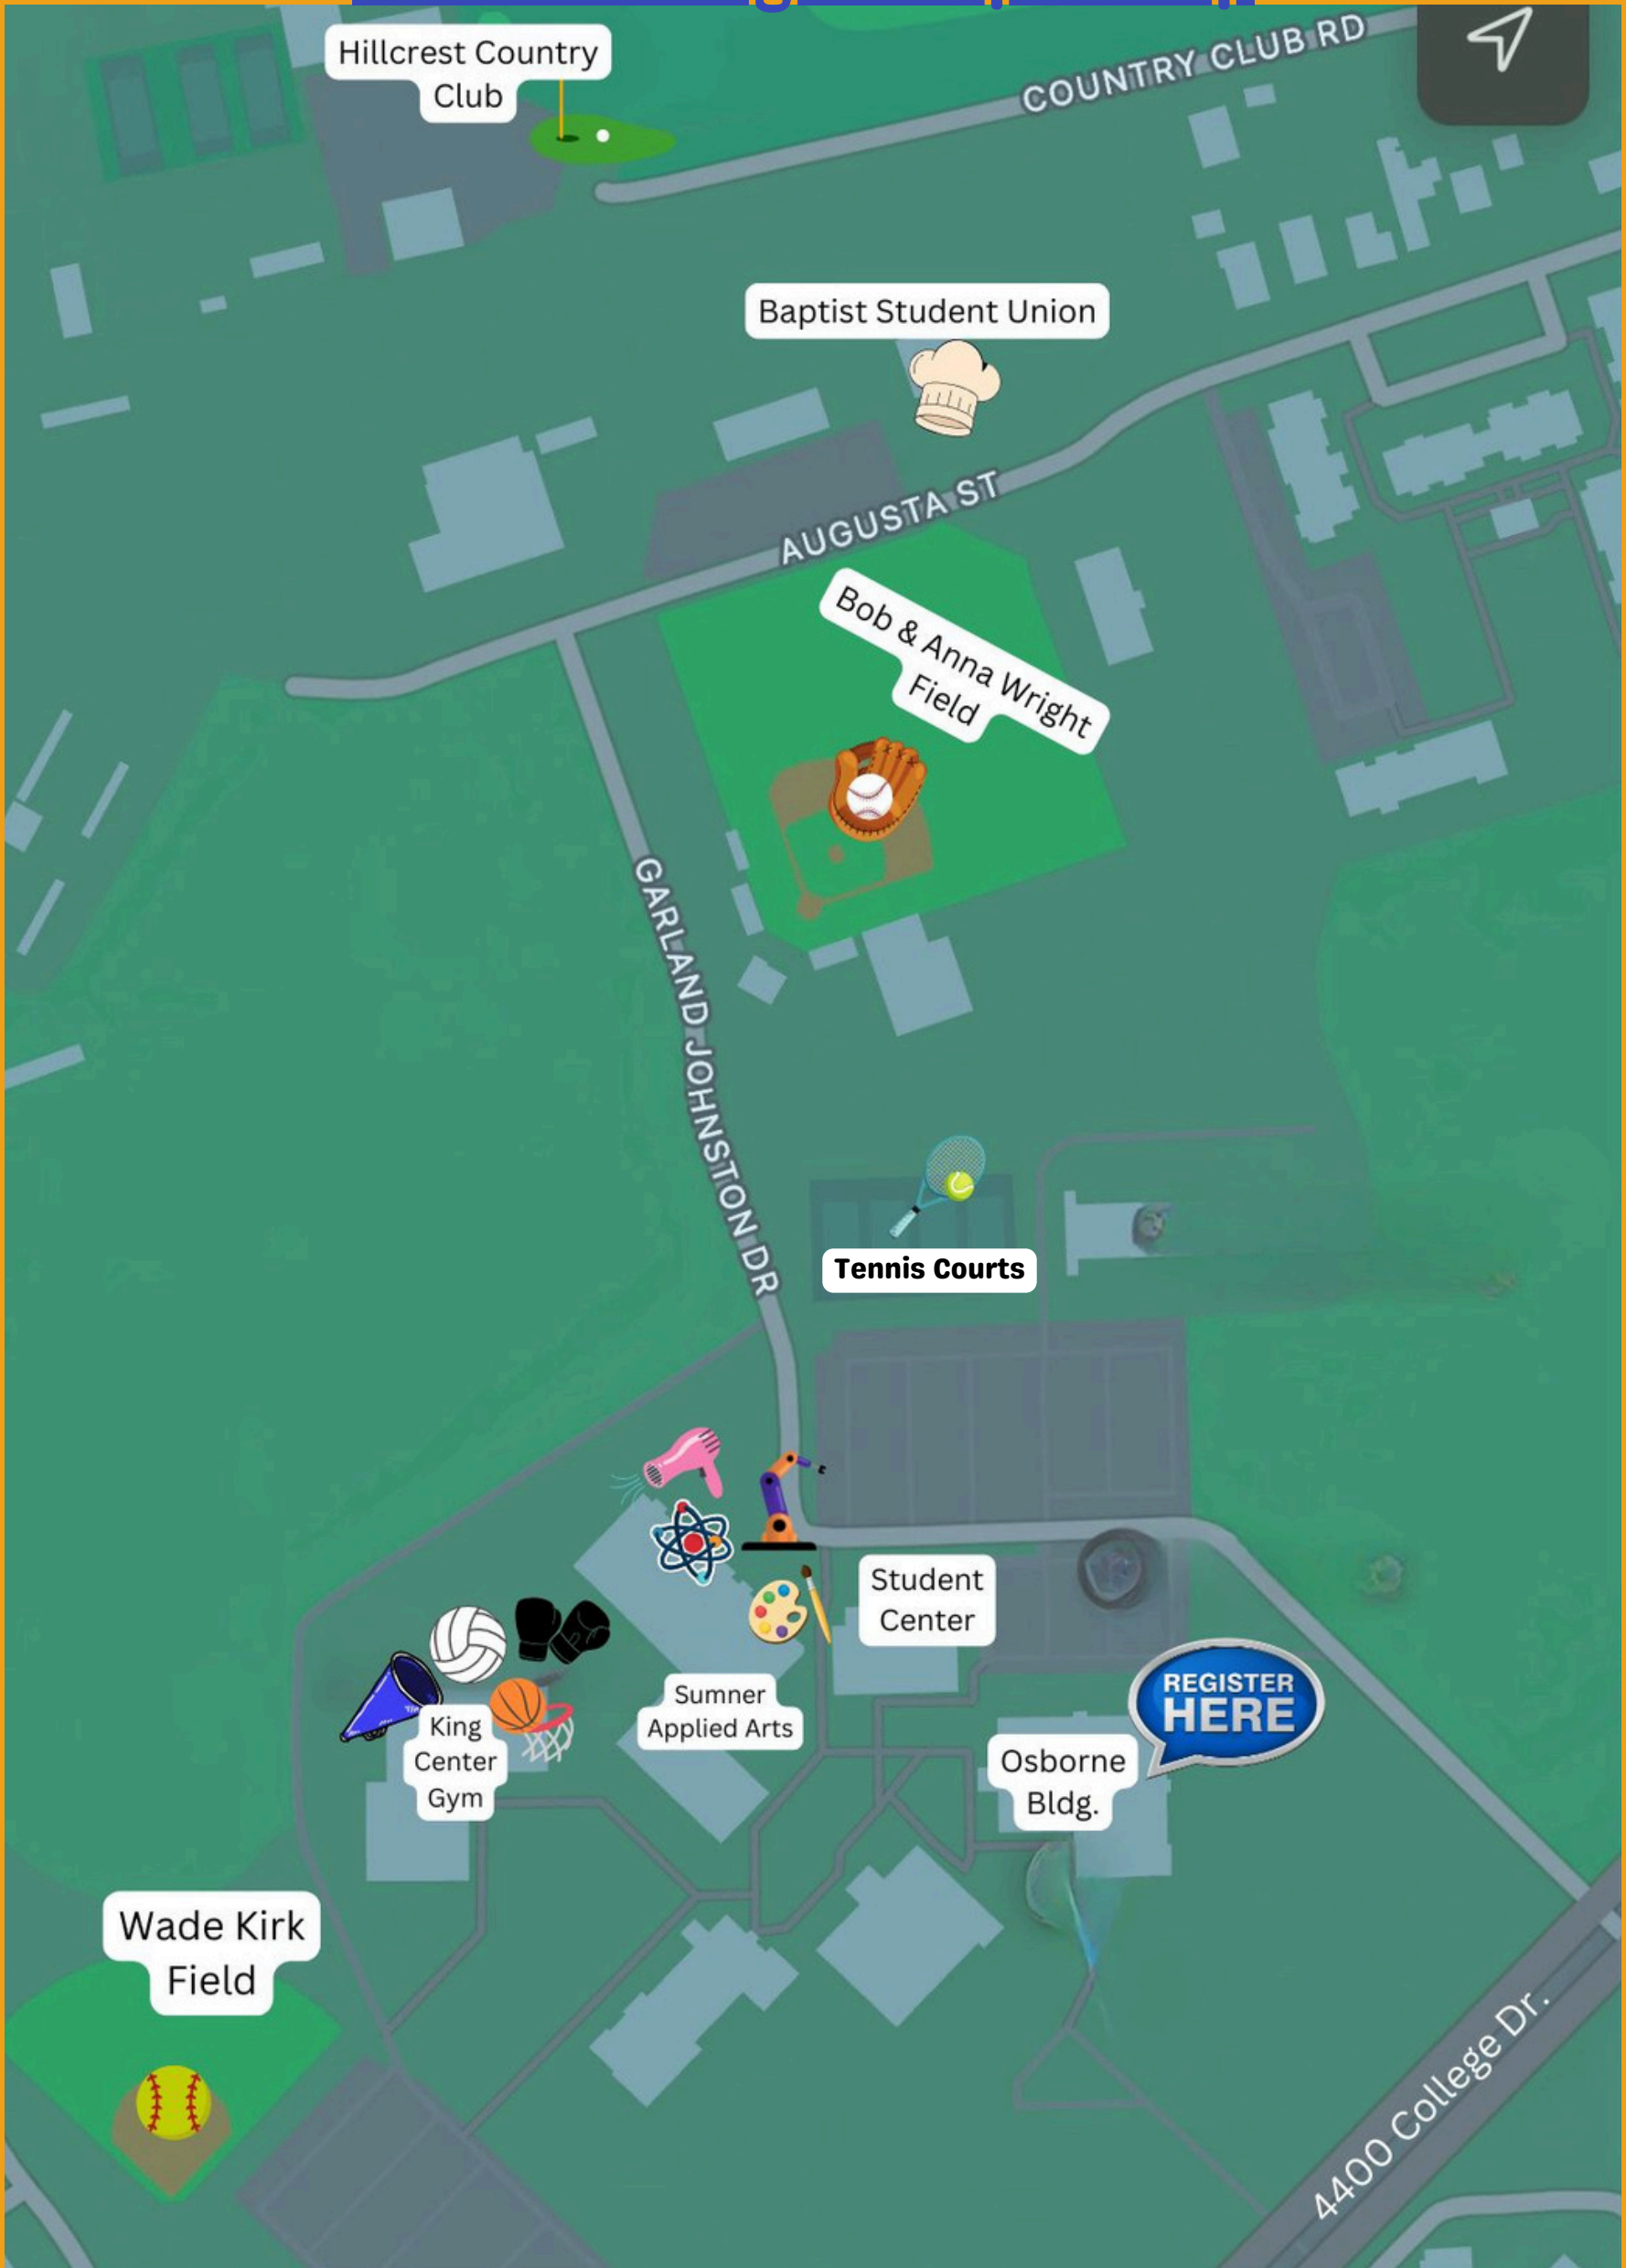 Hillcrest Country
Club
COUNTRY CLUB RD
Baptist Student Union
AUGUSTA ST
Bob & Anna Wright
Field
GARLAND JOHNSTON DR
Tennis Courts
Student
Center
Sumner
Applied Arts
REGISTER
HERE
King
Center
Gym
Osborne
Bldg.
Wade Kirk
Field
4400 College Dr.